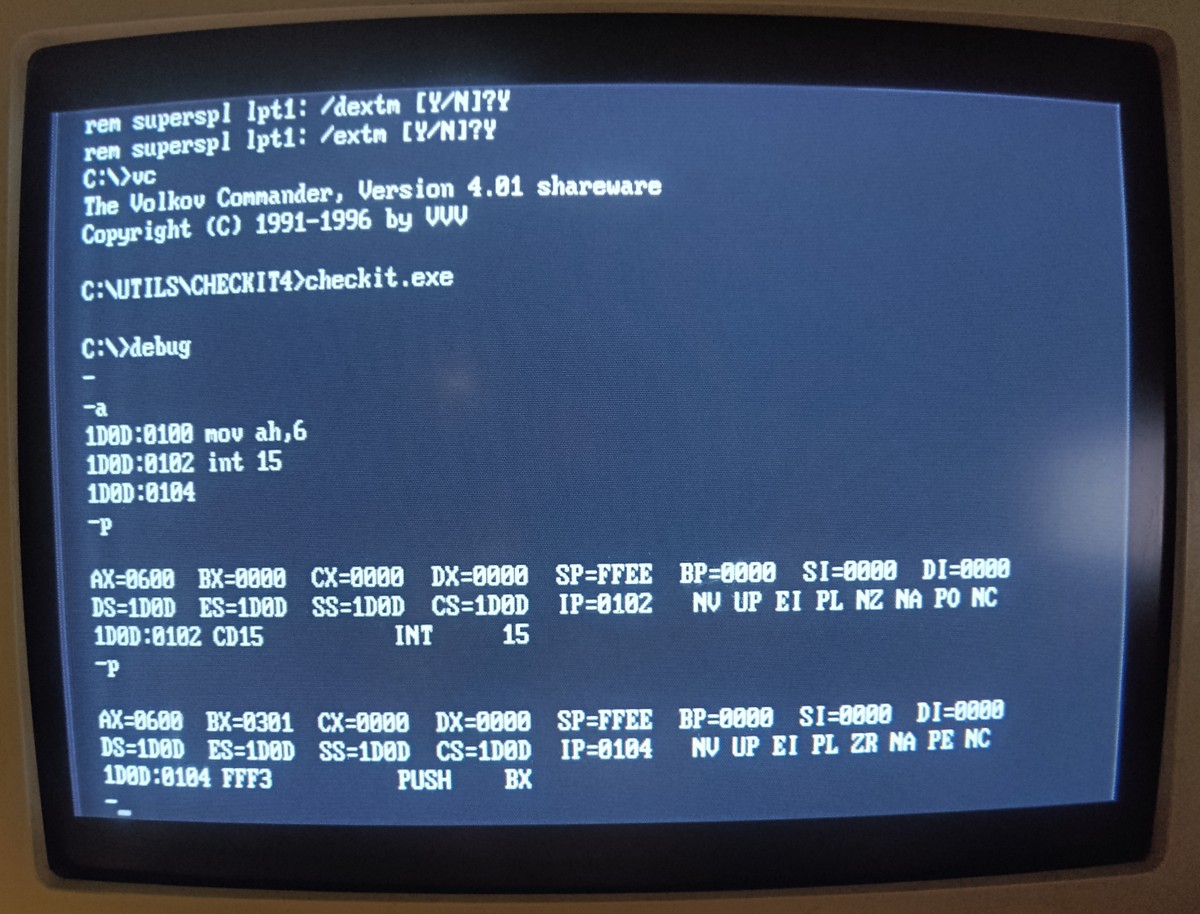 rem superspl lpt1: /dextm [Y/N]?Y
rem superspl lpt1: /extm [Y/N]?Y
C:\>vc
The Volkov Commander, Version 4.01 shareware
Copyright (C) 1991-1996 by VVV
C:\UTILS\CHECKIT4>checkit.exe
C:\>debug
-
-a
1D0D:0100 mov ah,6
1D0D:0102 int 15
1D0D:0104
-p
AX=0600  BX=0000  CX=0000  DX=0000  SP=FFEE  BP=0000  SI=0000  DI=0000
DS=1D0D  ES=1D0D  SS=1D0D  CS=1D0D  IP=0102   NV UP EI PL NZ NA PO NC
1D0D:0102 CD15          INT     15
-p
AX=0600  BX=0301  CX=0000  DX=0000  SP=FFEE  BP=0000  SI=0000  DI=0000
DS=1D0D  ES=1D0D  SS=1D0D  CS=1D0D  IP=0104   NV UP EI PL ZR NA PE NC
1D0D:0104 FFF3          PUSH    BX
-_